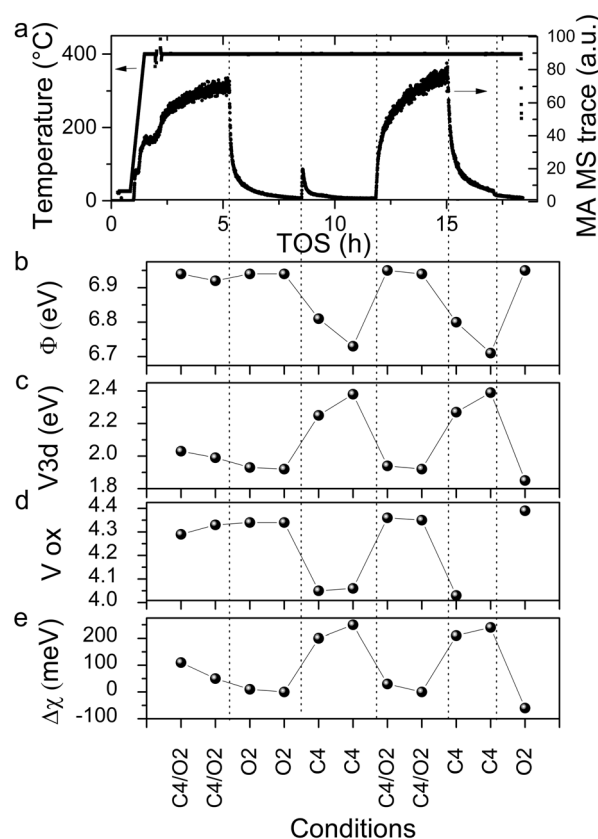 a
Temperature (°C)
400
200
0
0
5
10
15
TOS (h)
100
80
60
40
20
0
MA MS trace (a.u.)
b
Φ (eV)
6.9
6.8
6.7
c
V3d (eV)
2.4
2.2
2.0
1.8
d
V ox
4.4
4.3
4.2
4.1
4.0
e
Δχ (meV)
200
100
0
-100
C4/O2
C4/O2
O2
O2
C4
C4
C4/O2
C4/O2
C4
C4
O2
Conditions